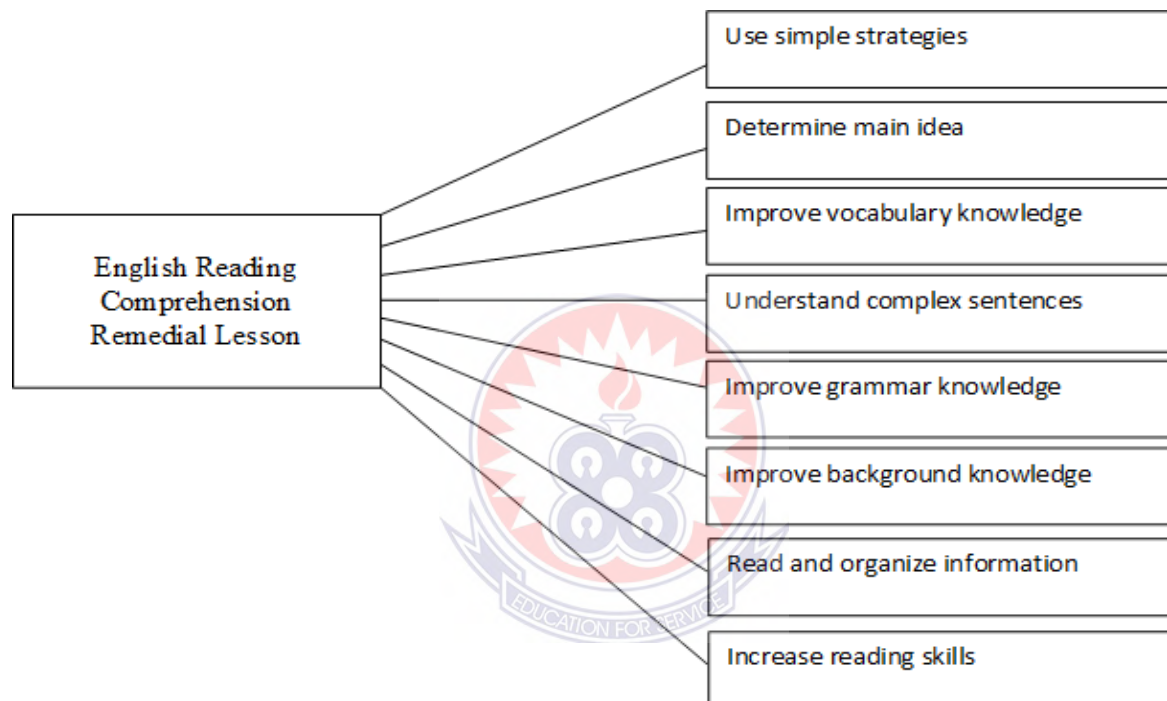 English Reading
Comprehension
Remedial Lesson
Use simple strategies
Determine main idea
Improve vocabulary knowledge
Understand complex sentences
Improve grammar knowledge
Improve background knowledge
Read and organize information
Increase reading skills
EDUCATION FOR SERVICE